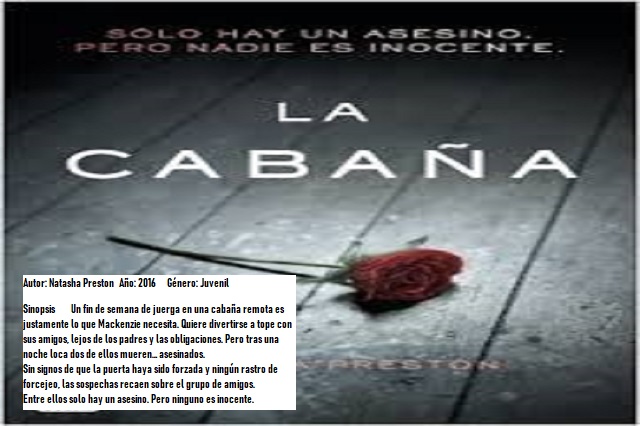 SOLO HAY UN ASESINO.
PERO NADIE ES INOCENTE.
LA
CABAÑA
Autor: Natasha Preston Año: 2016 Género: Juvenil
Sinopsis Un fin de semana de juerga en una cabaña remota es
justamente lo que Mackenzie necesita. Quiere divertirse a tope con
sus amigos, lejos de los padres y las obligaciones. Pero tras una
noche loca dos de ellos mueren... asesinados.
Sin signos de que la puerta haya sido forzada y ningún rastro de
forcejeo, las sospechas recaen sobre el grupo de amigos.
Entre ellos solo hay un asesino. Pero ninguno es inocente.
PRESTON